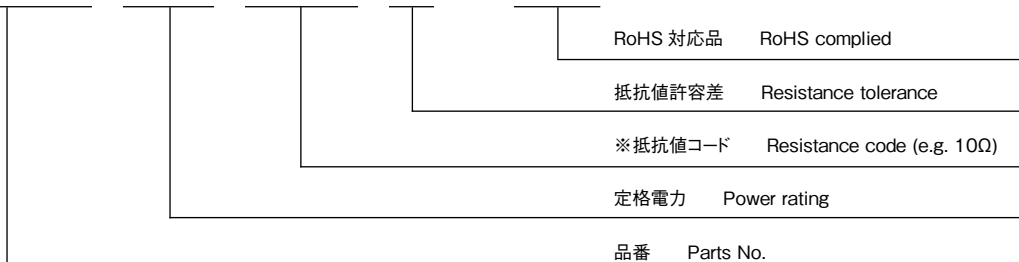 RoHS 対応品 RoHS complied
抵抗値許容差 Resistance tolerance
※抵抗値コード Resistance code (e.g. 10Ω)
定格電力 Power rating
品番 Parts No.